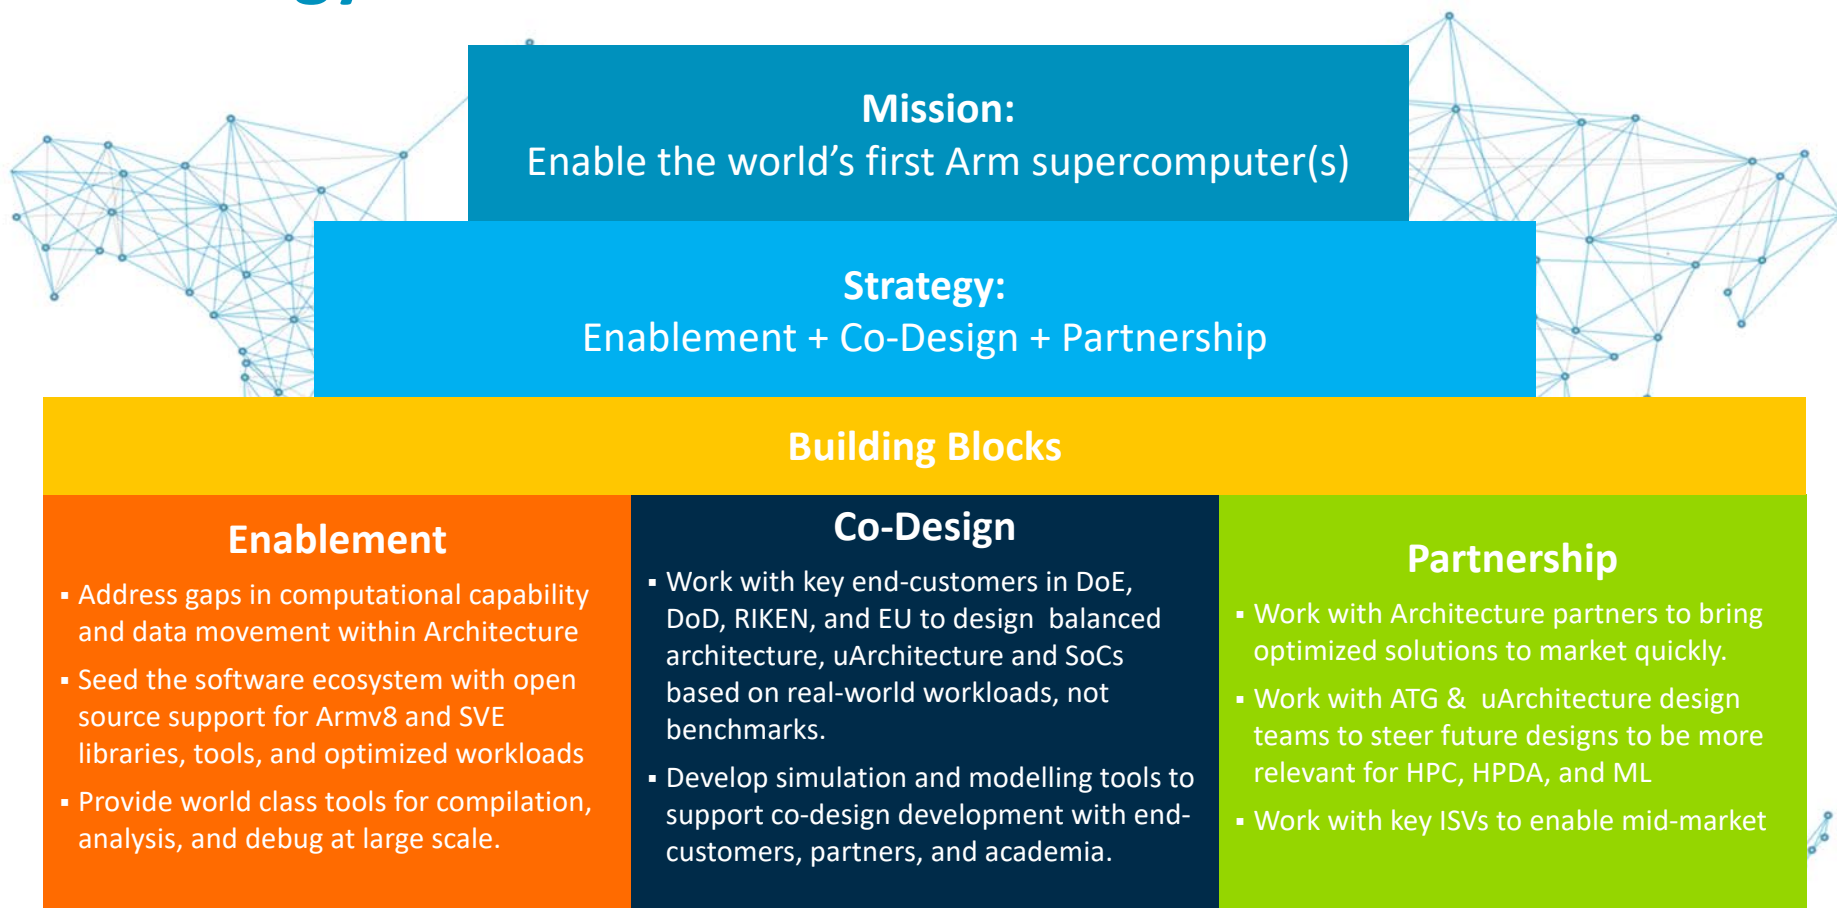 Mission:
Enable the world's first Arm supercomputer(s)
Strategy:
Enablement + Co-Design + Partnership
Building Blocks
Enablement
▪ Address gaps in computational capability
and data movement within Architecture
▪ Seed the software ecosystem with open
source support for Armv8 and SVE
libraries, tools, and optimized workloads
▪ Provide world class tools for compilation,
analysis, and debug at large scale.
Co-Design
▪ Work with key end-customers in DoE,
DoD, RIKEN, and EU to design  balanced
architecture, uArchitecture and SoCs
based on real-world workloads, not
benchmarks.
▪ Develop simulation and modelling tools to
support co-design development with end-
customers, partners, and academia.
Partnership
▪ Work with Architecture partners to bring
optimized solutions to market quickly.
▪ Work with ATG &  uArchitecture design
teams to steer future designs to be more
relevant for HPC, HPDA, and ML
▪ Work with key ISVs to enable mid-market